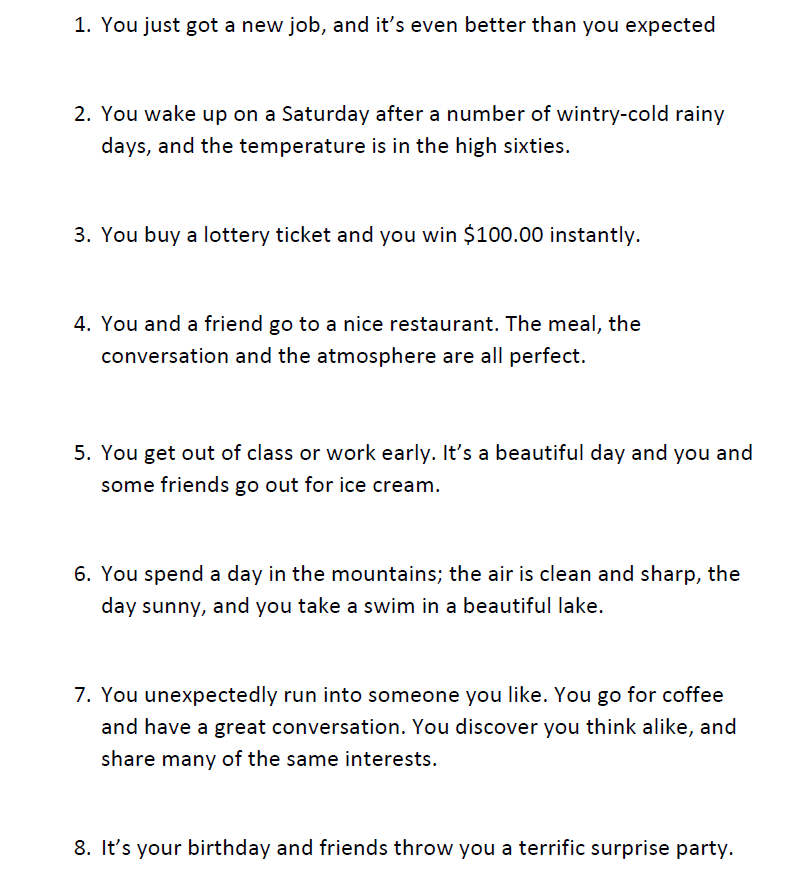 1. You just got a new job, and it’s even better than you expected
2. You wake up on a Saturday after a number of wintry-cold rainy
days, and the temperature is in the high sixties.
3. You buy a lottery ticket and you win $100.00 instantly.
4. You and a friend go to a nice restaurant. The meal, the
conversation and the atmosphere are all perfect.
5. You get out of class or work early. It’s a beautiful day and you and
some friends go out for ice cream.
6. You spend a day in the mountains; the air is clean and sharp, the
day sunny, and you take a swim in a beautiful lake.
7. You unexpectedly run into someone you like. You go for coffee
and have a great conversation. You discover you think alike, and
share many of the same interests.
8. It’s your birthday and friends throw you a terrific surprise party.